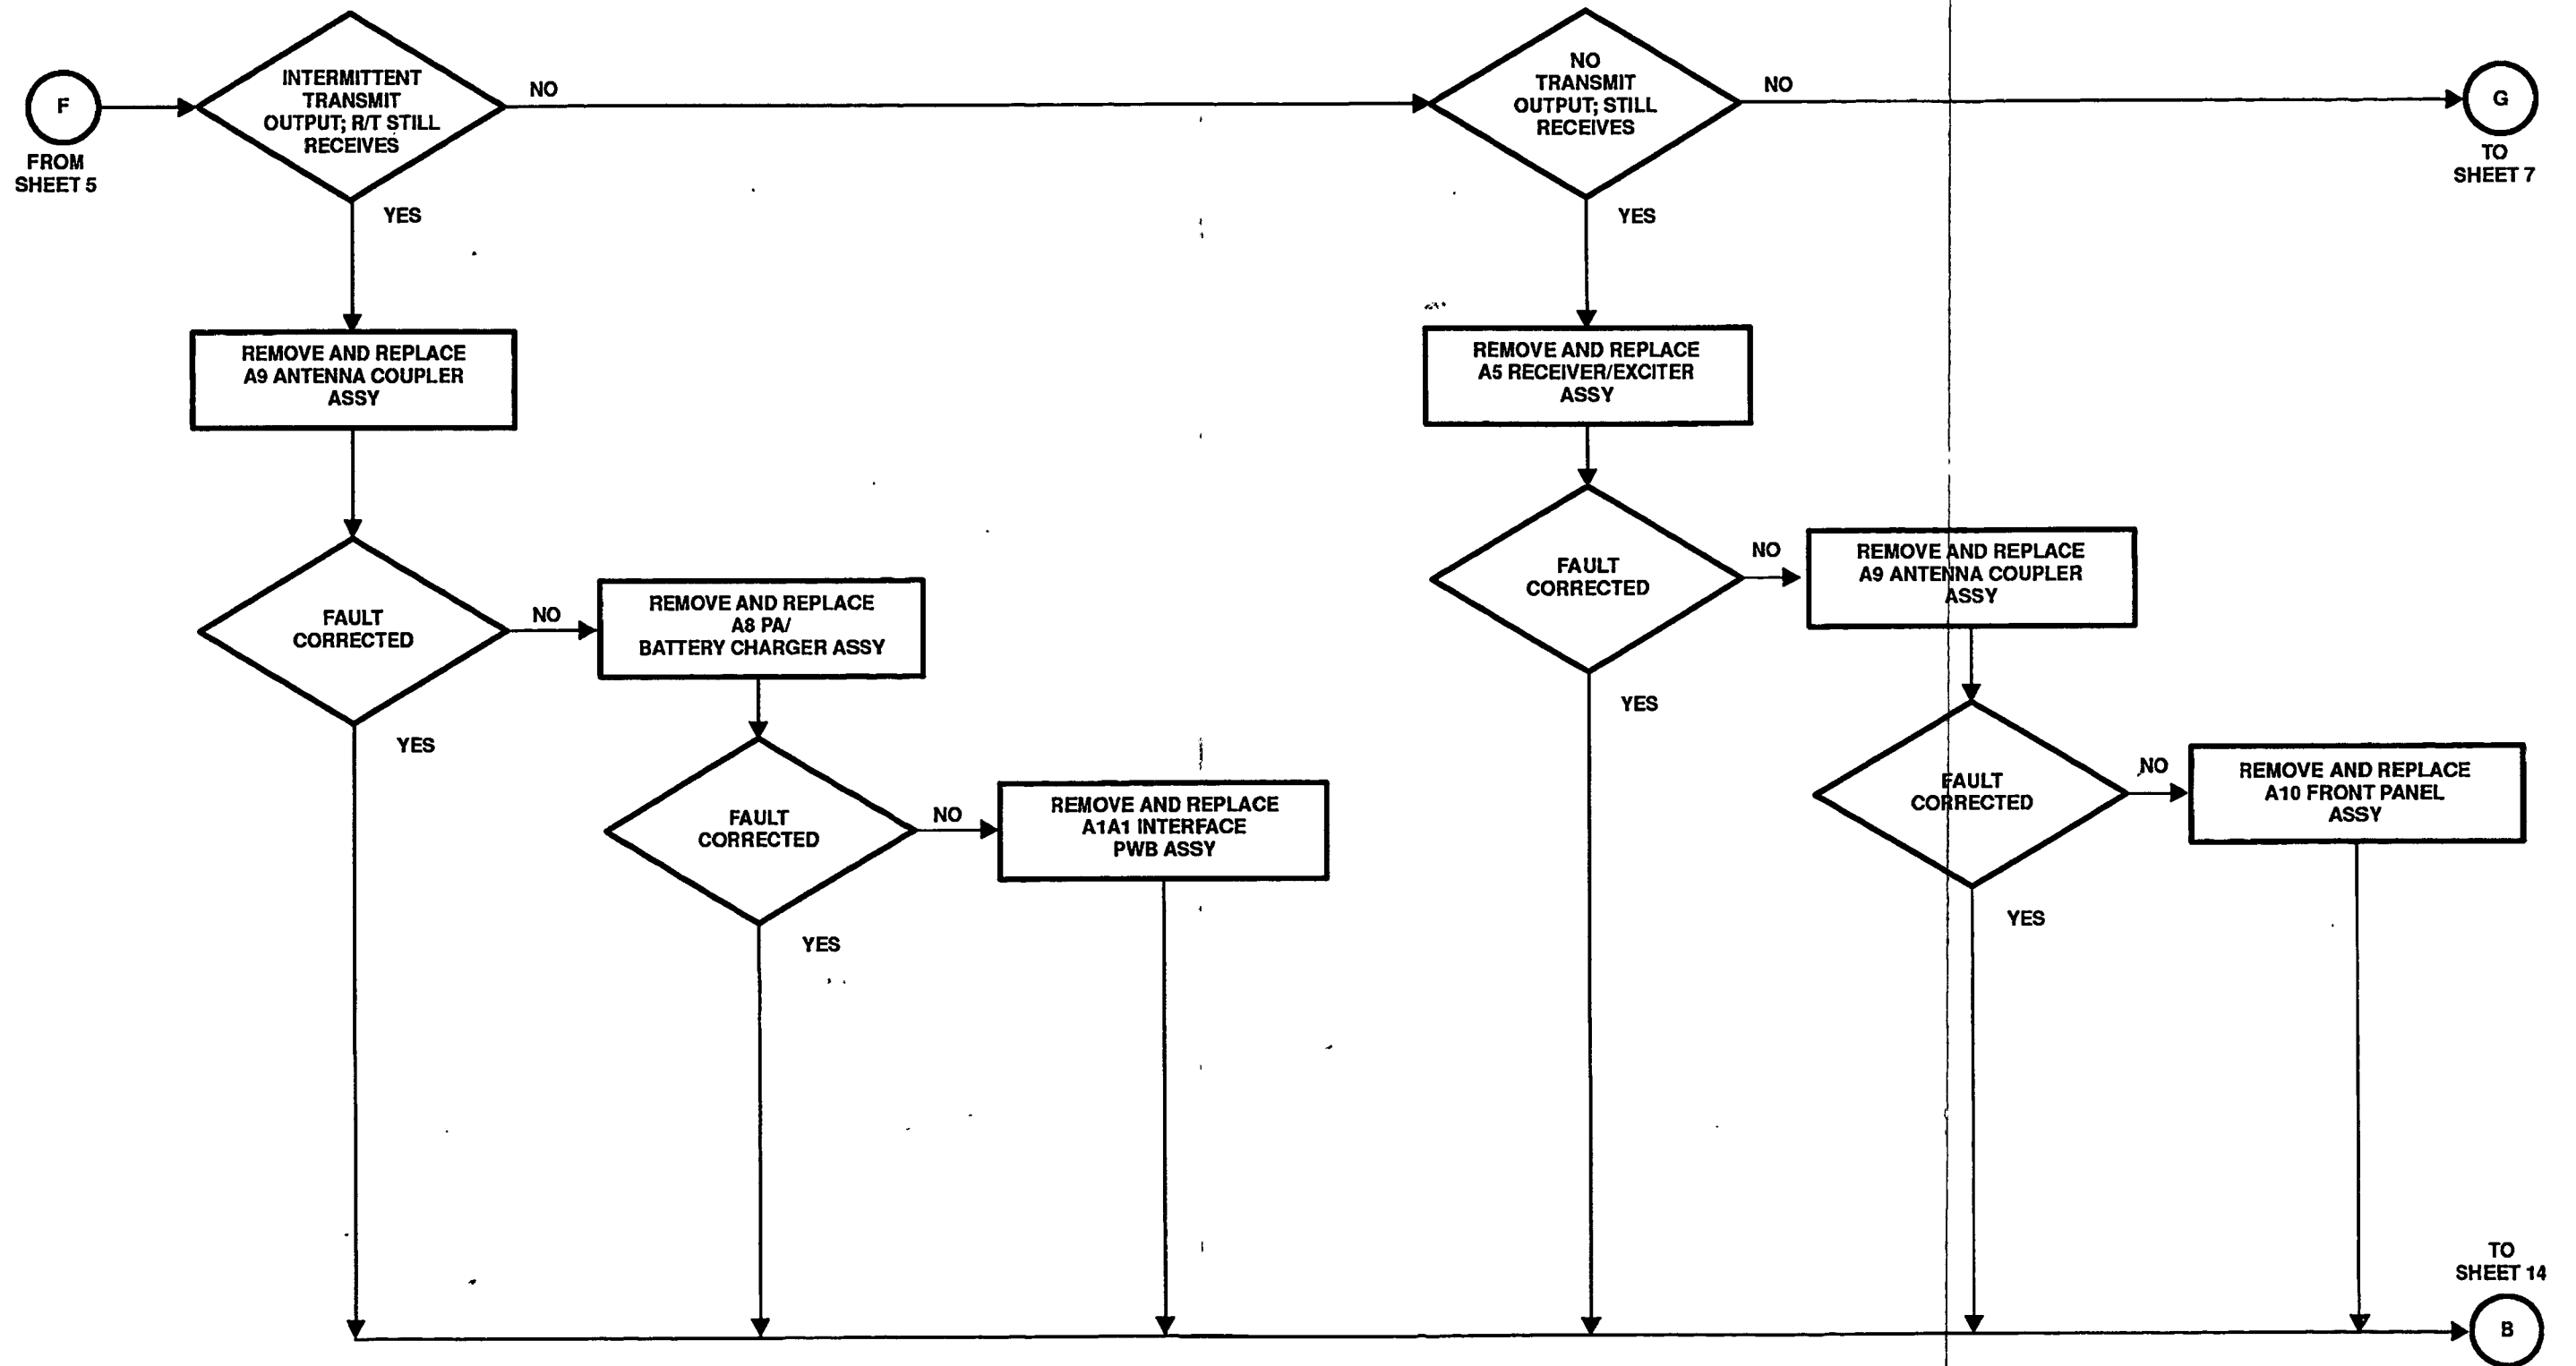 F
FROM
SHEET 5
INTERMITTENT
TRANSMIT
OUTPUT; R/T STILL
RECEIVES
NO
YES
NO
TRANSMIT
OUTPUT; STILL
RECEIVES
NO
YES
G
TO
SHEET 7
REMOVE AND REPLACE
A9 ANTENNA COUPLER
ASSY
REMOVE AND REPLACE
A5 RECEIVER/EXCITER
ASSY
FAULT
CORRECTED
NO
YES
REMOVE AND REPLACE
A8 PA/
BATTERY CHARGER ASSY
FAULT
CORRECTED
NO
YES
REMOVE AND REPLACE
A1A1 INTERFACE
PWB ASSY
FAULT
CORRECTED
NO
YES
REMOVE AND REPLACE
A9 ANTENNA COUPLER
ASSY
FAULT
CORRECTED
NO
YES
REMOVE AND REPLACE
A10 FRONT PANEL
ASSY
TO
SHEET 14
B